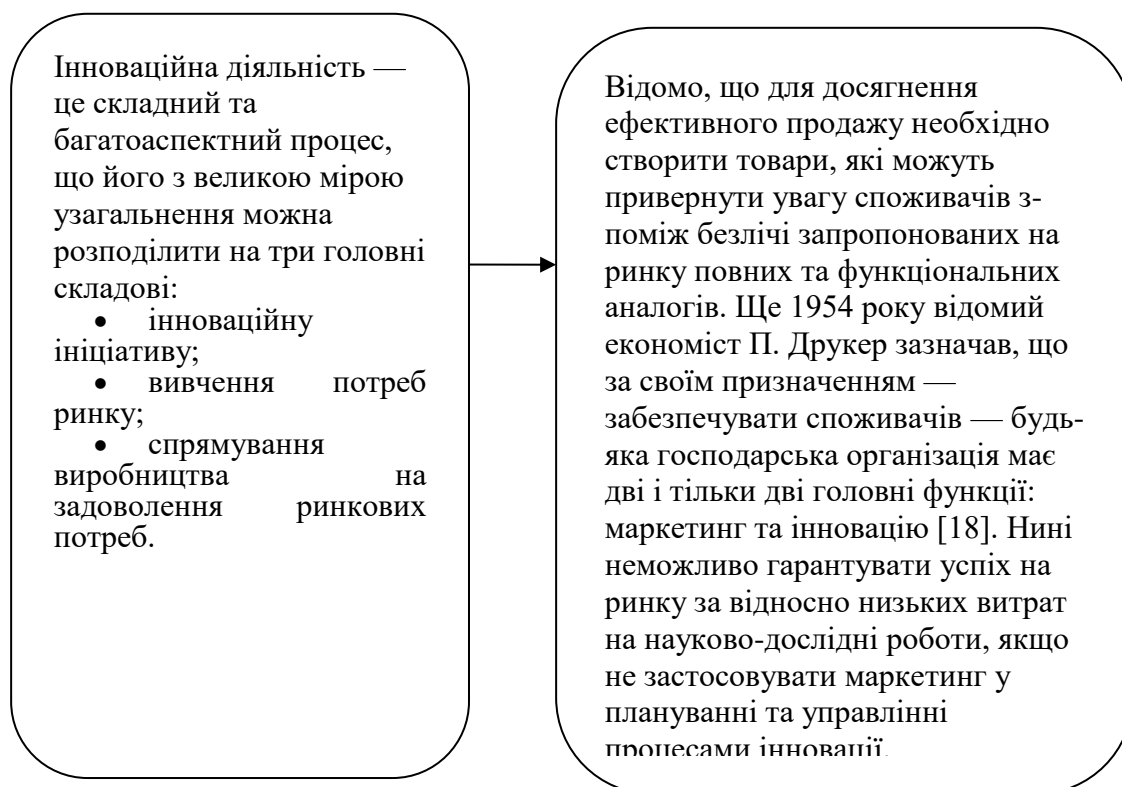 Інноваційна діяльність —
це складний та
багатоаспектний процес,
що його з великою мірою
узагальнення можна
розподілити на три головні
складові:
• інноваційну
ініціативу;
• вивчення потреб
ринку;
• спрямування
виробництва на
задоволення ринкових
потреб.
Відомо, що для досягнення
ефективного продажу необхідно
створити товари, які можуть
привернути увагу споживачів з-
поміж безлічі запропонованих на
ринку повних та функціональних
аналогів. Ще 1954 року відомий
економіст П. Друкер зазначав, що
за своїм призначенням —
забезпечувати споживачів — будь-
яка господарська організація має
дві і тільки дві головні функції:
маркетинг та інновацію [18]. Нині
неможливо гарантувати успіх на
ринку за відносно низьких витрат
на науково-дослідні роботи, якщо
не застосовувати маркетинг у
плануванні та управлінні
процесами інновації.